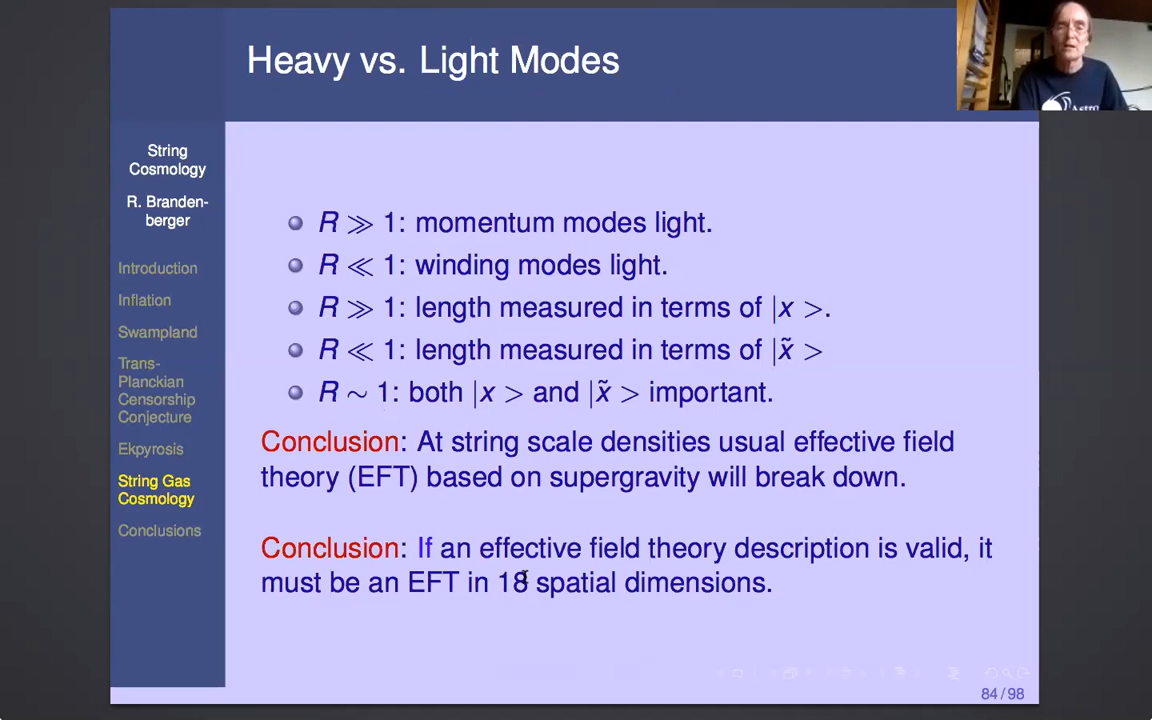 Heavy vs. Light Modes
Astro
String
Cosmology
R. Branden-
berger
Introduction
Inflation
Swampland
Trans-
Planckian
Censorship
Conjecture
Ekpyrosis
String Gas
Cosmology
Conclusions
R ≫ 1: momentum modes light.
R ≪ 1: winding modes light.
R ≫ 1: length measured in terms of |x >.
R ≪ 1: length measured in terms of |x̃ >
R ∼ 1: both |x > and |x̃ > important.
Conclusion: At string scale densities usual effective field
theory (EFT) based on supergravity will break down.
Conclusion: If an effective field theory description is valid, it
must be an EFT in 18 spatial dimensions.
84 / 98